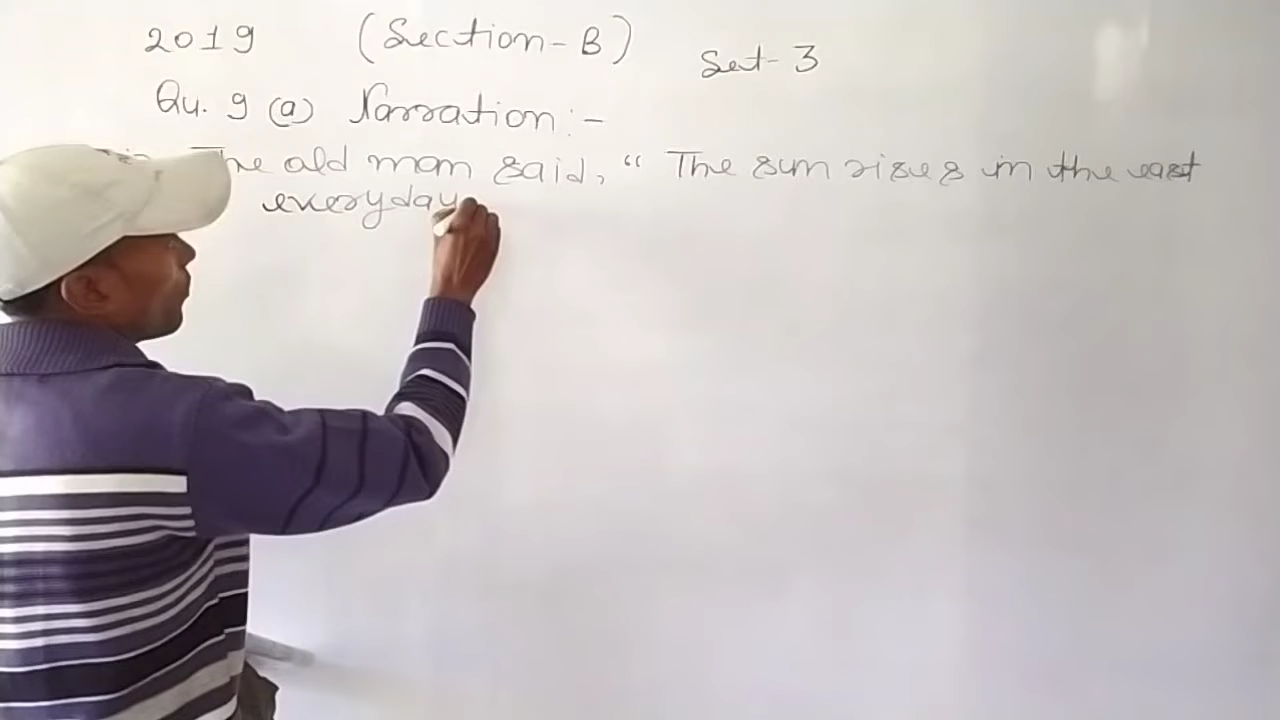 2019 (Section-B) Set-3
Qu. 9 (a) Narration :-
The old man said, "The sun rises in the east
everyday